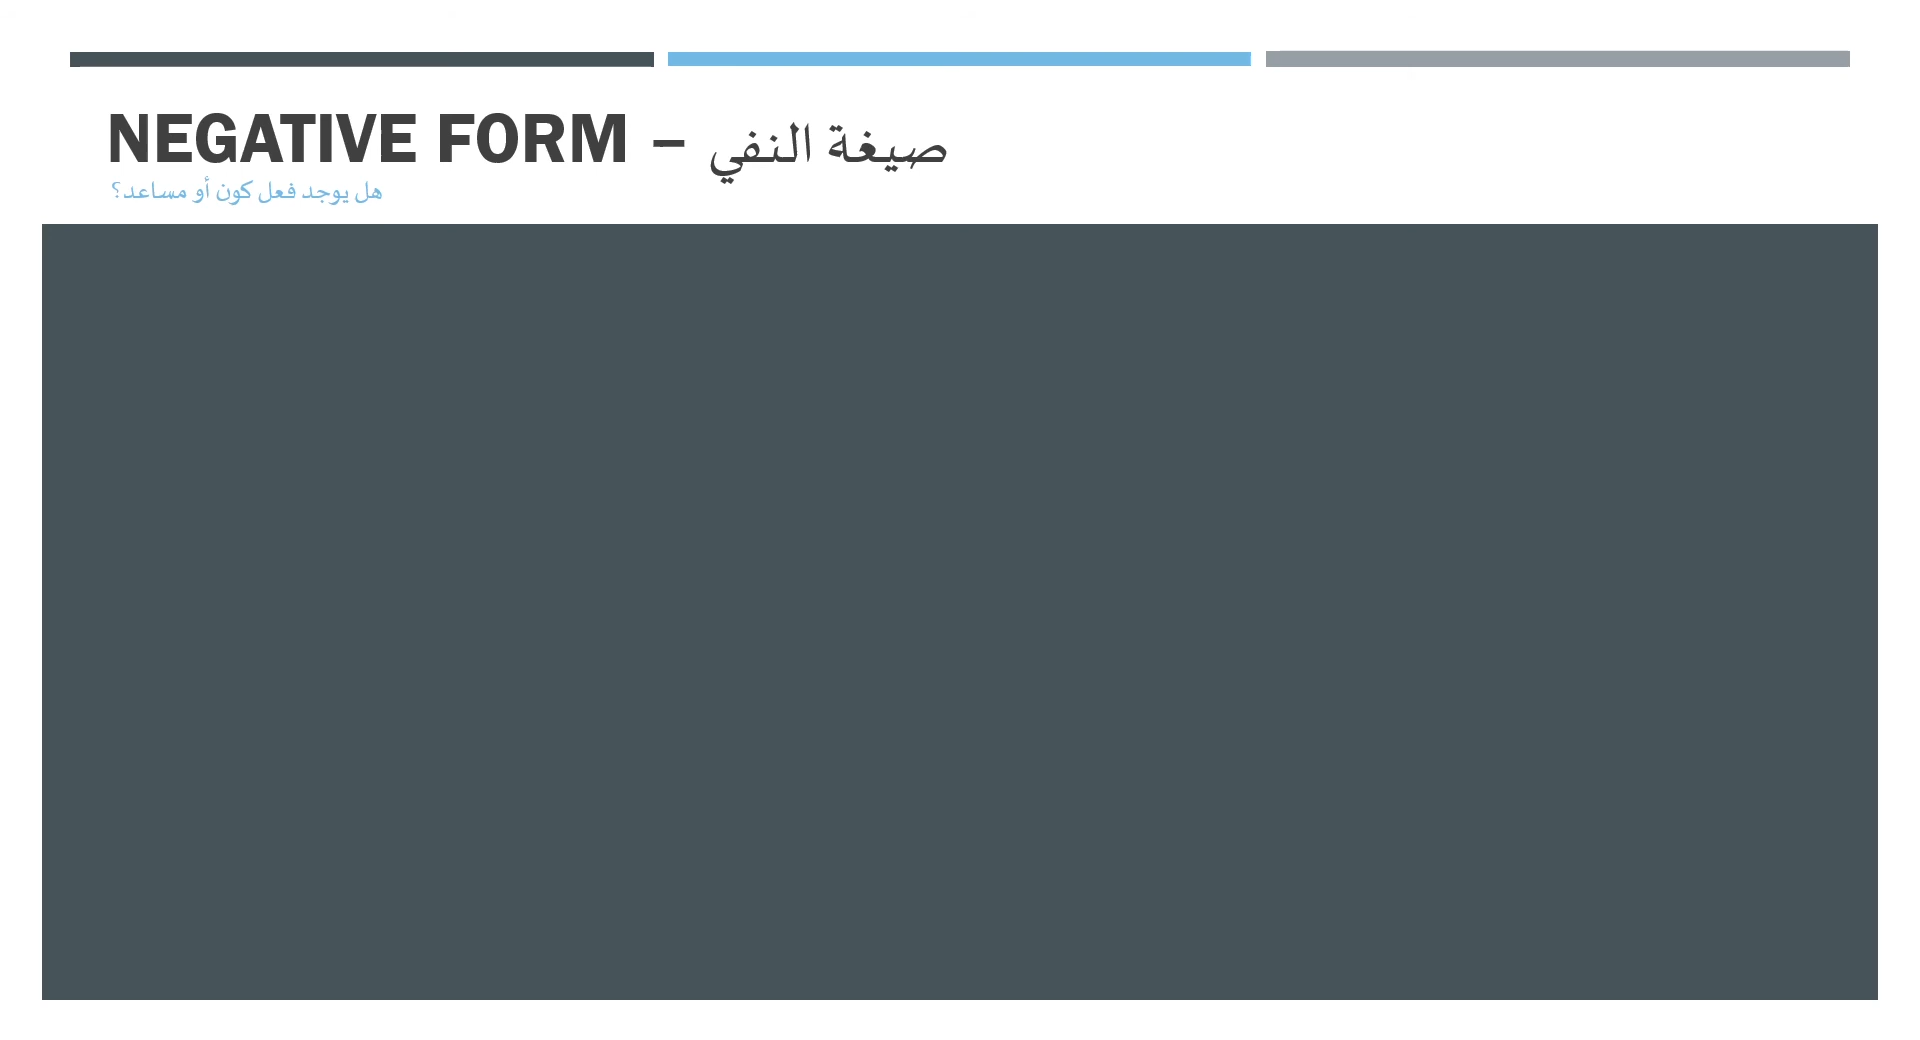 NEGATIVE FORM – صيغة النفي
هل يوجد فعل كون أو مساعد؟